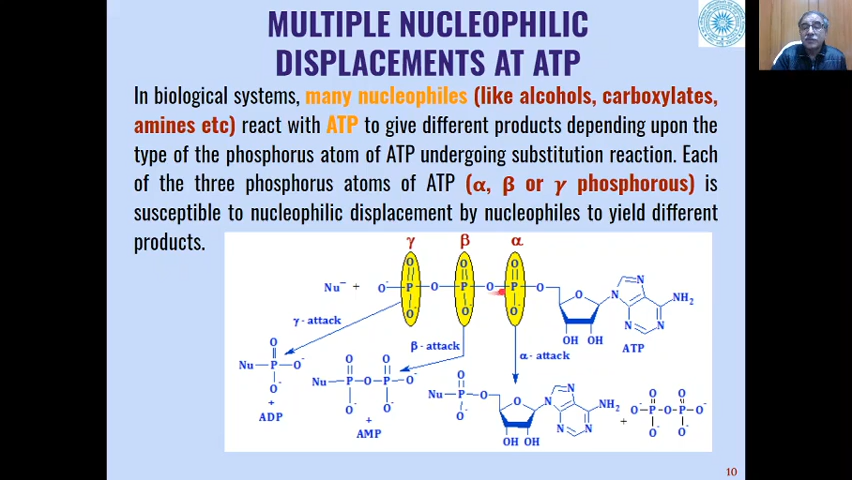 MULTIPLE NUCLEOPHILIC
DISPLACEMENTS AT ATP
In biological systems, many nucleophiles (like alcohols, carboxylates,
amines etc) react with ATP to give different products depending upon the
type of the phosphorus atom of ATP undergoing substitution reaction. Each
of the three phosphorus atoms of ATP (α, β or γ phosphorous) is
susceptible to nucleophilic displacement by nucleophiles to yield different
products.
γ β α
O O O
Nu⁻ + O⁻ P O P O P O
O⁻ O⁻ O⁻
O N N N N NH₂
OH OH
ATP
γ- attack
β - attack
α - attack
O
Nu P O⁻
O⁻
+
ADP
O O
Nu P O P O⁻
O⁻ O⁻
+
AMP
O
Nu P O
O⁻
O N N N N NH₂
OH OH
+
O O
O⁻ P O P O⁻
O⁻ O⁻
10